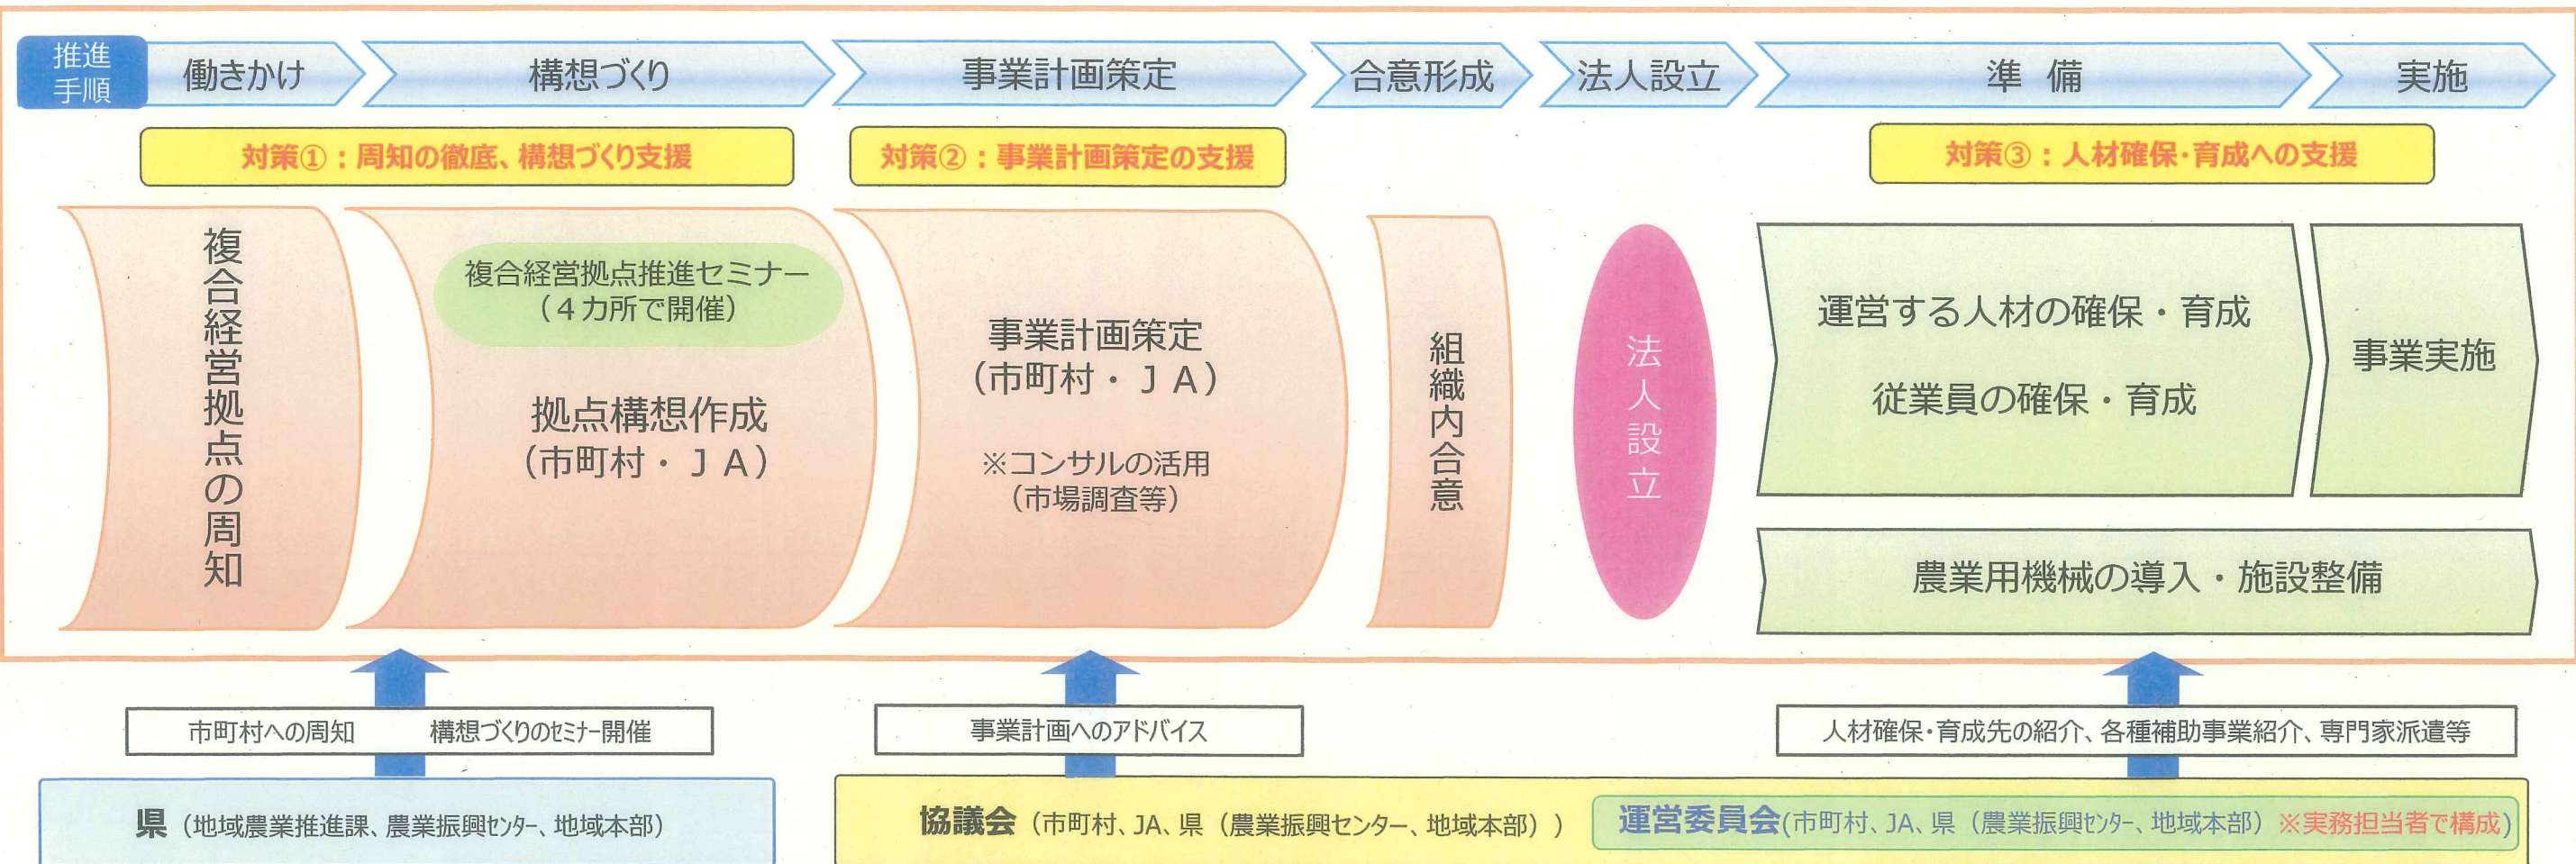 推進
手順
働きかけ
構想づくり
事業計画策定
合意形成
法人設立
準 備
実施
対策①：周知の徹底、構想づくり支援
対策②：事業計画策定の支援
対策③：人材確保・育成への支援
複合経営拠点の周知
複合経営拠点推進セミナー
（４カ所で開催）
拠点構想作成
（市町村・ＪＡ）
事業計画策定
（市町村・ＪＡ）
※コンサルの活用
（市場調査等）
組織内合意
法人設立
運営する人材の確保・育成
従業員の確保・育成
事業実施
農業用機械の導入・施設整備
市町村への周知 構想づくりのセミナー開催
事業計画へのアドバイス
人材確保・育成先の紹介、各種補助事業紹介、専門家派遣等
県（地域農業推進課、農業振興センター、地域本部）
協議会（市町村、JA、県（農業振興センター、地域本部））
運営委員会(市町村、JA、県（農業振興センター、地域本部）※実務担当者で構成)